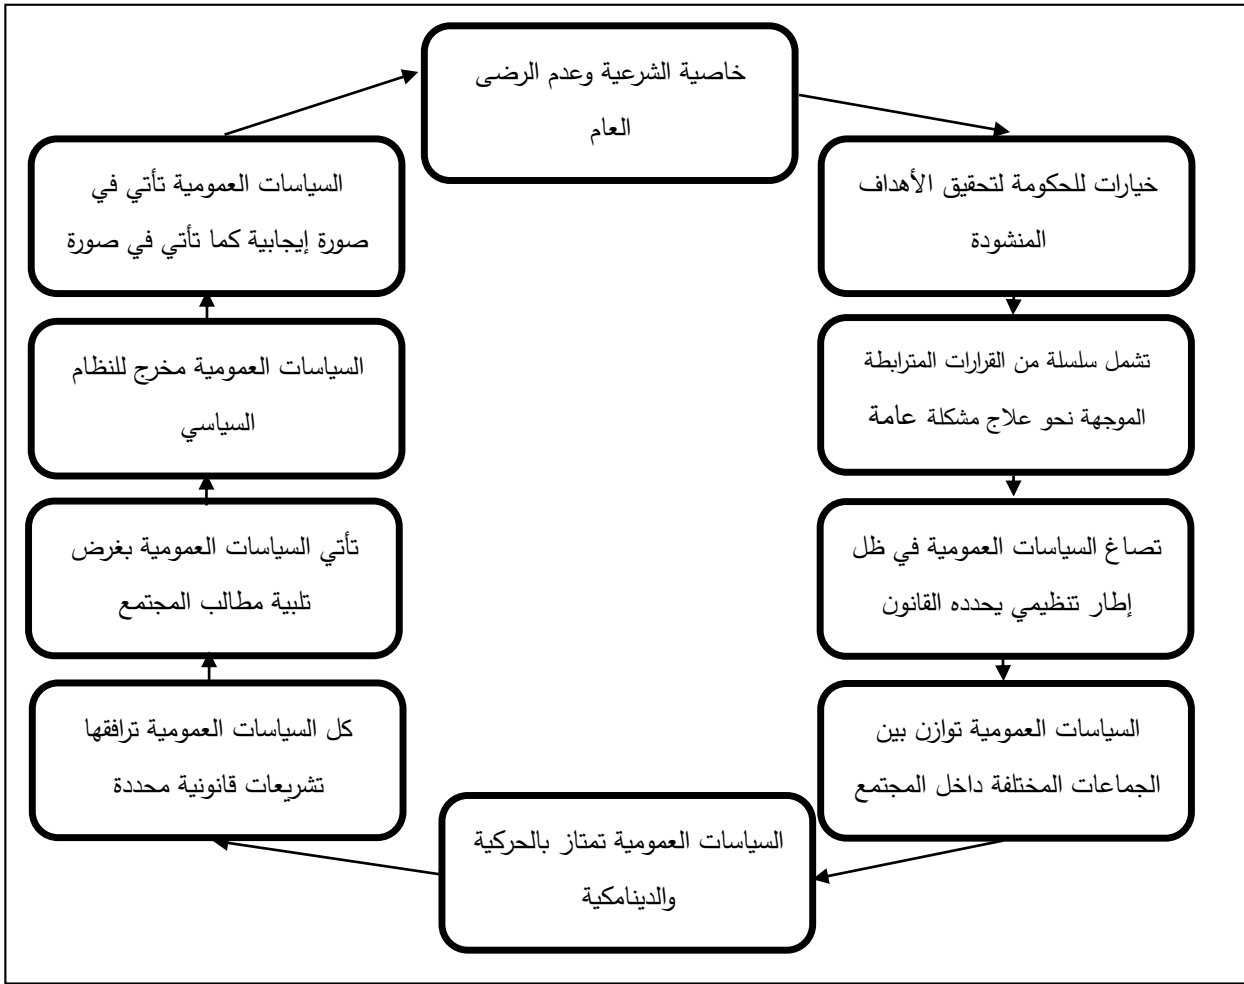 خاصية الشرعية وعدم الرضى
العام
خيارات للحكومة لتحقيق الأهداف
المنشودة
تشمل سلسلة من القرارات المترابطة
الموجهة نحو علاج مشكلة عامة
تصاغ السياسات العمومية في ظل
إطار تنظيمي يحدده القانون
السياسات العمومية توازن بين
الجماعات المختلفة داخل المجتمع
السياسات العمومية تمتاز بالحركية
والدينامكية
كل السياسات العمومية ترافقها
تشريعات قانونية محددة
تأتي السياسات العمومية بغرض
تلبية مطالب المجتمع
السياسات العمومية مخرج للنظام
السياسي
السياسات العمومية تأتي في
صورة إيجابية كما تأتي في صورة